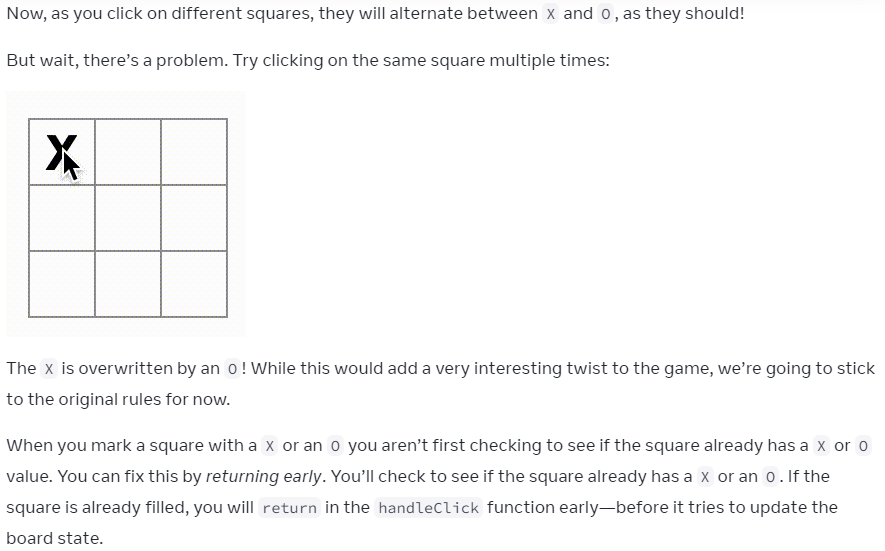 Now, as you click on different squares, they will alternate between X and O, as they should!
But wait, there’s a problem. Try clicking on the same square multiple times:
X
The X is overwritten by an O! While this would add a very interesting twist to the game, we’re going to stick
to the original rules for now.
When you mark a square with a X or an O you aren’t first checking to see if the square already has a X or O
value. You can fix this by returning early. You’ll check to see if the square already has a X or an O. If the
square is already filled, you will return in the handleClick function early—before it tries to update the
board state.